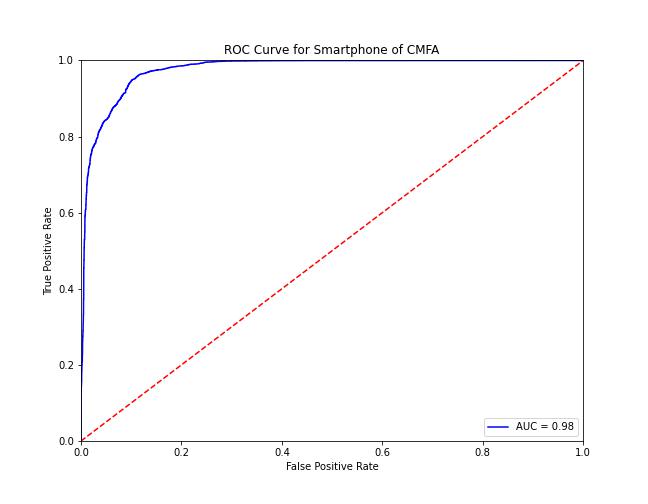 ROC Curve for Smartphone of CMFA
True Positive Rate
1.0
0.8
0.6
0.4
0.2
0.0
AUC = 0.98
0.0 0.2 0.4 0.6 0.8 1.0
False Positive Rate